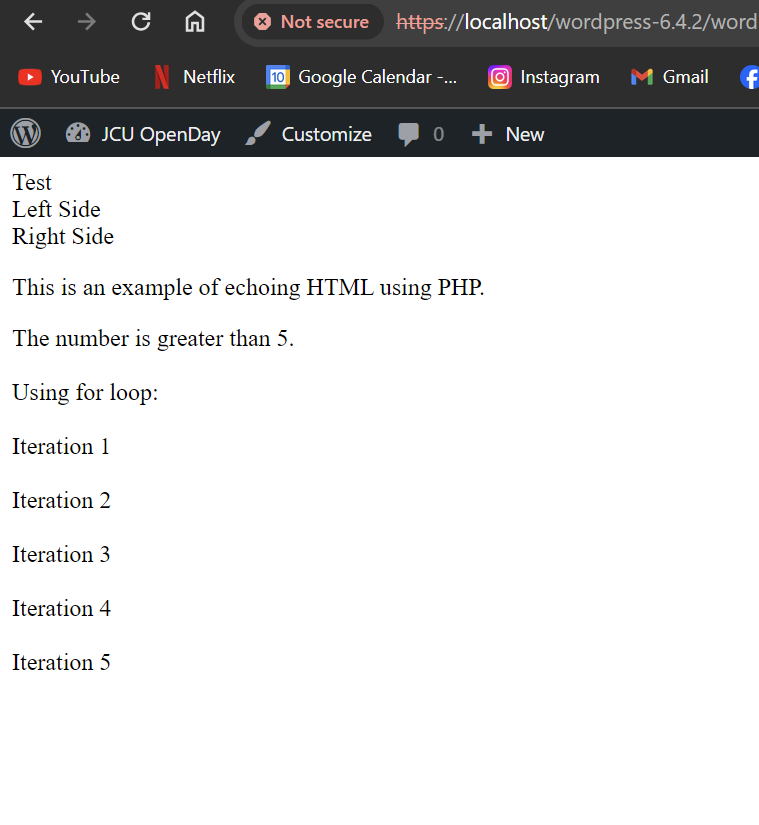 Not secure https://localhost/wordpress-6.4.2/word
YouTube Netflix 10 Google Calendar -... Instagram Gmail
JCU OpenDay Customize 0 New
Test
Left Side
Right Side
This is an example of echoing HTML using PHP.
The number is greater than 5.
Using for loop:
Iteration 1
Iteration 2
Iteration 3
Iteration 4
Iteration 5